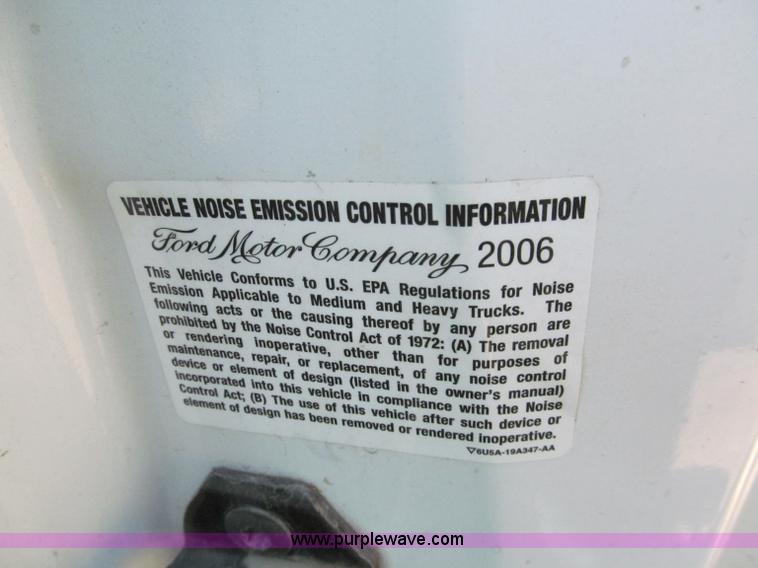 VEHICLE NOISE EMISSION CONTROL INFORMATION
Ford Motor Company 2006
This Vehicle Conforms to U.S. EPA Regulations for Noise
Emission Applicable to Medium and Heavy Trucks. The
following acts or the causing thereof by any person are
prohibited by the Noise Control Act of 1972: (A) The removal
or rendering inoperative, other than for purposes of
maintenance, repair, or replacement, of any noise control
device or element of design (listed in the owner's manual)
incorporated into this vehicle in compliance with the Noise
Control Act; (B) The use of this vehicle after such device or
element of design has been removed or rendered inoperative.
▽6U5A-19A347-AA
www.purplewave.com